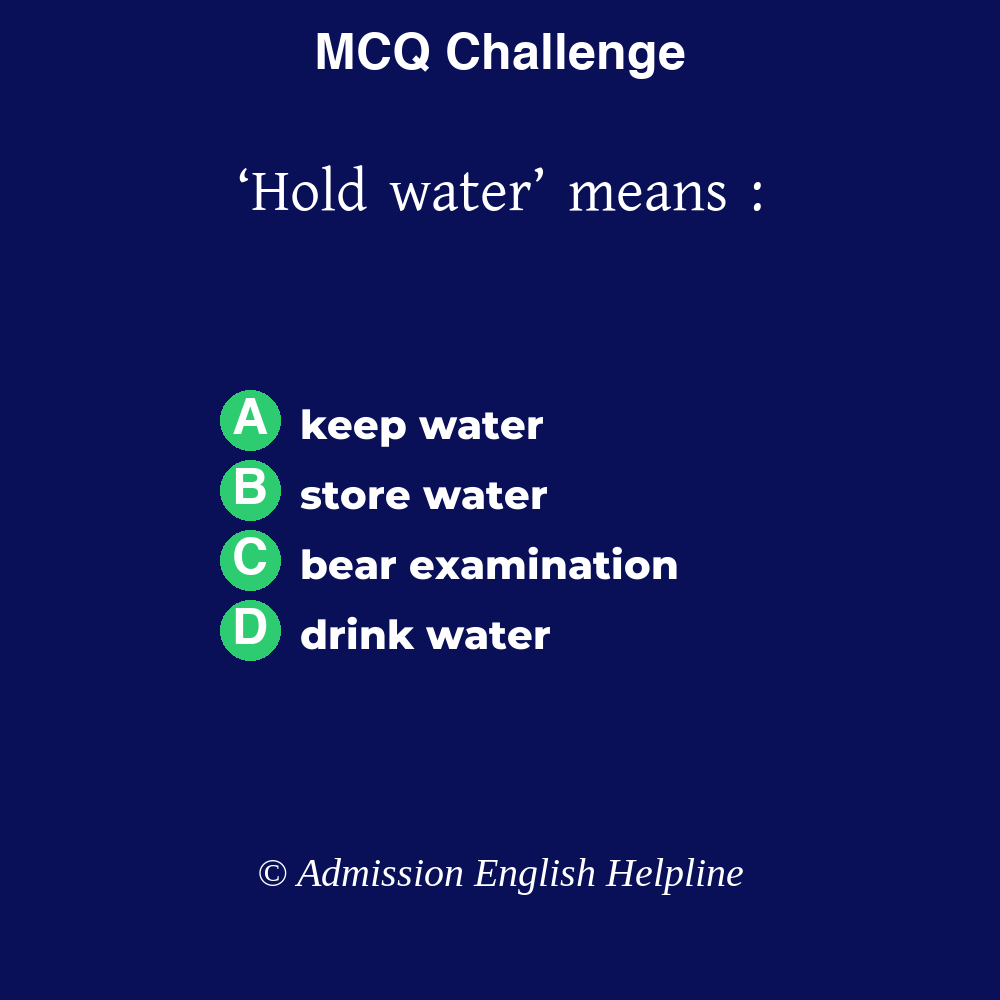 MCQ Challenge
‘Hold water’ means :
A keep water
B store water
C bear examination
D drink water
© Admission English Helpline